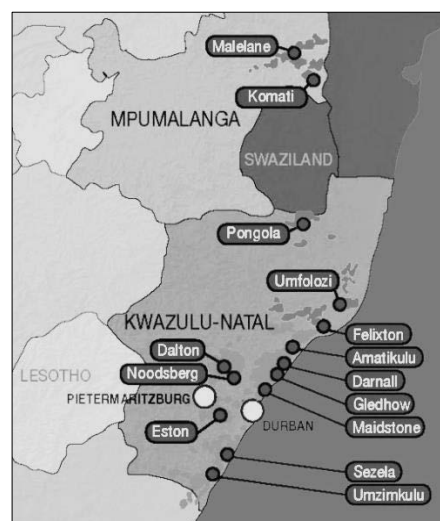 Malelane
Komati
MPUMALANGA
SWAZILAND
Pongola
Umfolozi
KWAZULU-NATAL
Felixton
Dalton
Amatikulu
LESOTHO
Noodsberg
Darnall
PIETERMARITZBURG
Gledhow
Eston
DURBAN
Maidstone
Sezela
Umzimkulu